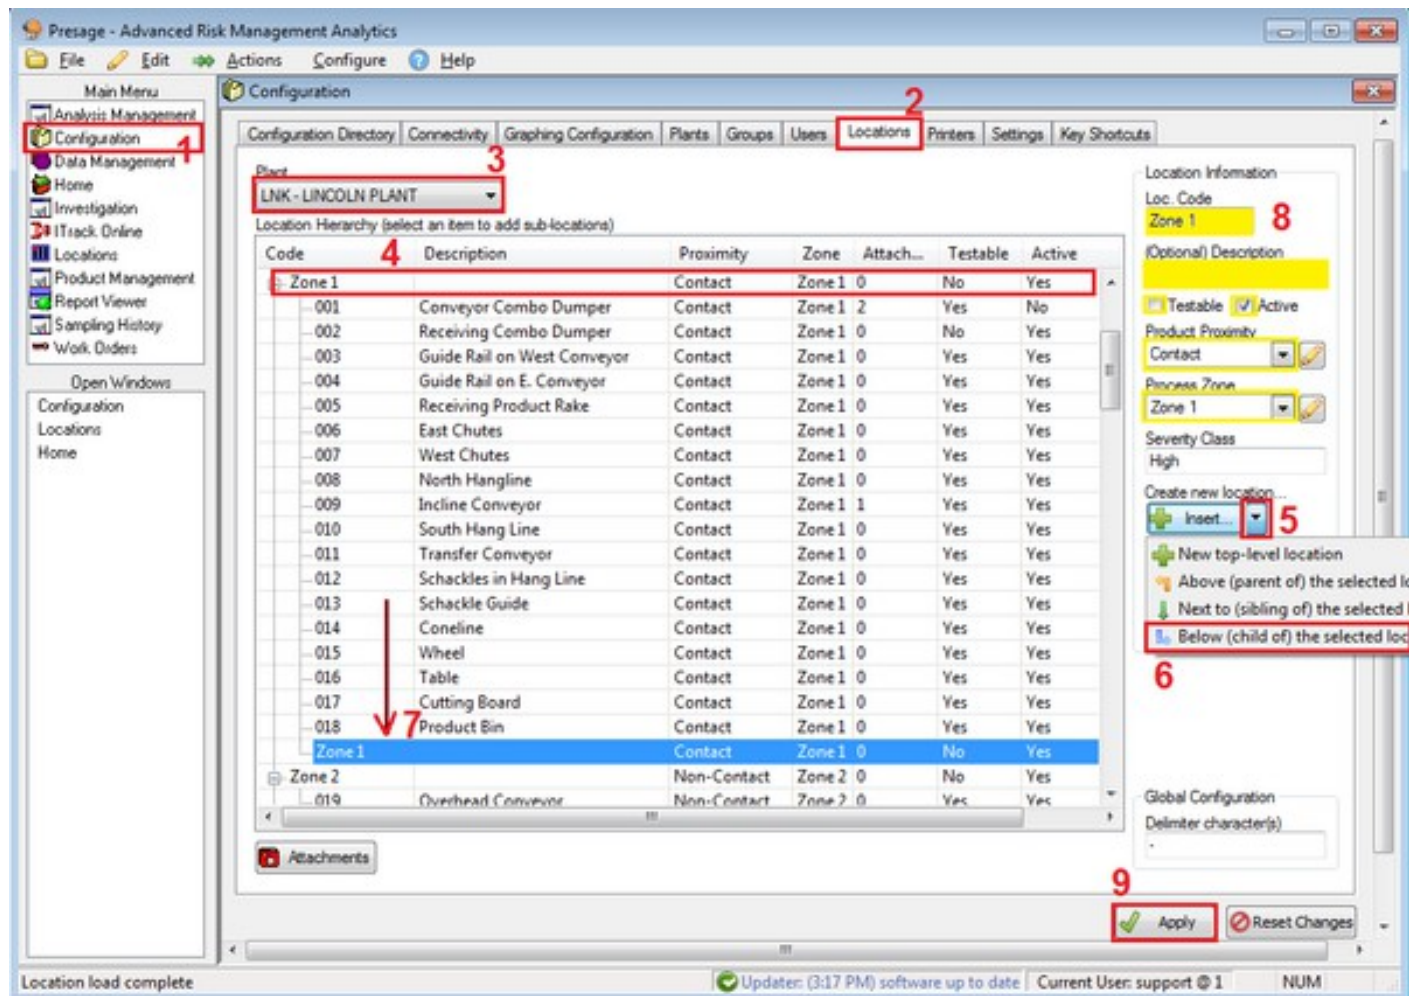 Presage - Advanced Risk Management Analytics
File Edit Actions Configure Help
Main Menu
Analysis Management
Configuration
1
Data Management
Home
Investigation
ITrack Online
Locations
Product Management
Report Viewer
Sampling History
Work Orders
Open Windows
Configuration
Locations
Home
Configuration
2
Configuration Directory Connectivity Graphing Configuration Plants Groups Users Locations Printers Settings Key Shortcuts
3
Plant
LNK - LINCOLN PLANT
Location Hierarchy (select an item to add sub-locations)
4
Code Description Proximity Zone Attach... Testable Active
Zone 1 Contact Zone 1 0 No Yes
001 Conveyor Combo Dumper Contact Zone 1 2 Yes No
002 Receiving Combo Dumper Contact Zone 1 0 No Yes
003 Guide Rail on West Conveyor Contact Zone 1 0 Yes Yes
004 Guide Rail on E. Conveyor Contact Zone 1 0 Yes Yes
005 Receiving Product Rake Contact Zone 1 0 Yes Yes
006 East Chutes Contact Zone 1 0 Yes Yes
007 West Chutes Contact Zone 1 0 Yes Yes
008 North Hangline Contact Zone 1 0 Yes Yes
009 Incline Conveyor Contact Zone 1 1 Yes Yes
010 South Hang Line Contact Zone 1 0 Yes Yes
011 Transfer Conveyor Contact Zone 1 0 Yes Yes
012 Schackles in Hang Line Contact Zone 1 0 Yes Yes
013 Schackle Guide Contact Zone 1 0 Yes Yes
014 Coneline Contact Zone 1 0 Yes Yes
015 Wheel Contact Zone 1 0 Yes Yes
016 Table Contact Zone 1 0 Yes Yes
017 Cutting Board Contact Zone 1 0 Yes Yes
018 Product Bin Contact Zone 1 0 Yes Yes
7
Zone 1 Contact Zone 1 0 No Yes
Zone 2 Non-Contact Zone 2 0 No Yes
019 Overhead Conveyor Non-Contact Zone 2 0 Yes Yes
Attachments
Location Information
Loc. Code
Zone 1
8
(Optional) Description
Testable Active
Product Proximity
Contact
Process Zone
Zone 1
Severity Class
High
Create new location...
Insert...
5
New top-level location
Above (parent of) the selected lo
Next to (sibling of) the selected
Below (child of) the selected loc
6
Global Configuration
Delimiter character(s)
-
9
Apply Reset Changes
Location load complete
Updater: (3:17 PM) software up to date
Current User: support @ 1
NUM